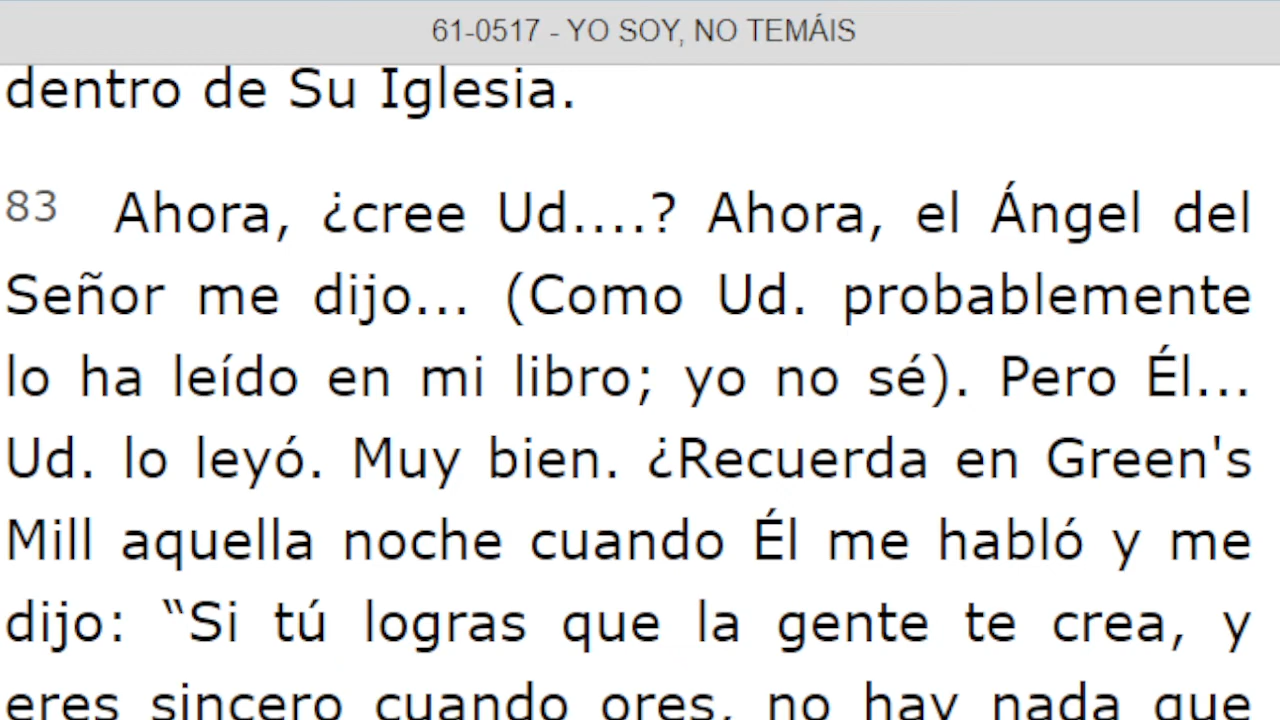 61-0517 - YO SOY, NO TEMÁIS
dentro de Su Iglesia.
83 Ahora, ¿cree Ud....? Ahora, el Ángel del
Señor me dijo... (Como Ud. probablemente
lo ha leído en mi libro; yo no sé). Pero Él...
Ud. lo leyó. Muy bien. ¿Recuerda en Green's
Mill aquella noche cuando Él me habló y me
dijo: “Si tú logras que la gente te crea, y
eres sincero cuando ores, no hay nada que